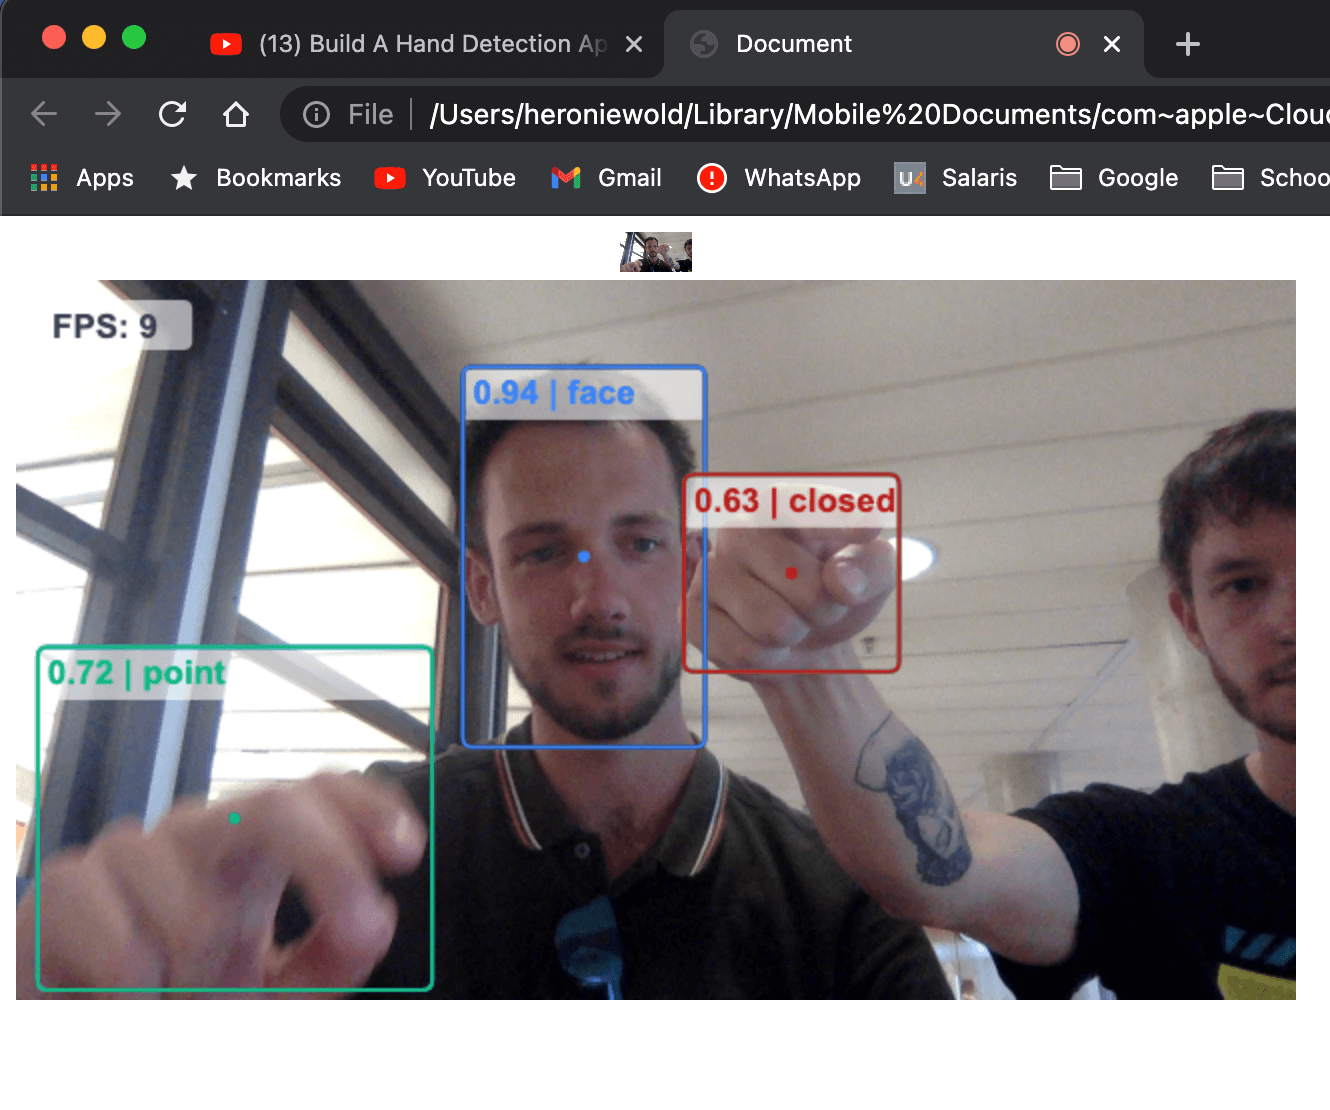 (13) Build A Hand Detection Ap
Document
File
/Users/heroniewold/Library/Mobile%20Documents/com~apple~Clou
Apps
Bookmarks
YouTube
Gmail
WhatsApp
Salaris
Google
Schoo
FPS: 9
0.94 | face
0.63 | closed
0.72 | point